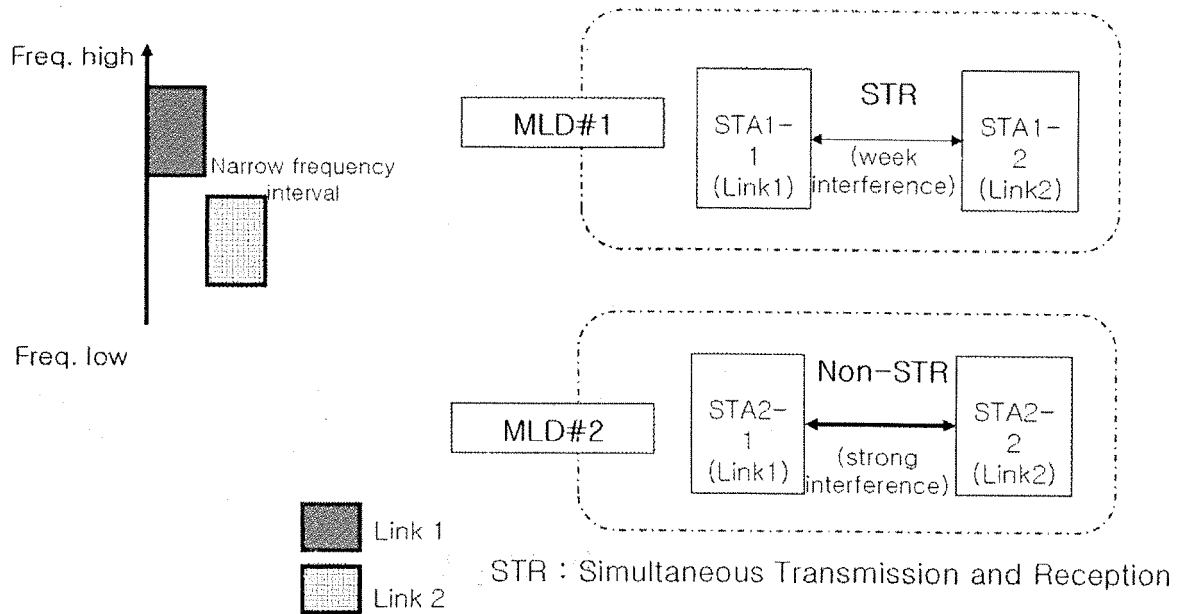 Freq. high
Narrow frequency
interval
Freq. low
MLD#1
STA1-
1
(Link1)
STR
(week
interference)
STA1-
2
(Link2)
MLD#2
STA2-
1
(Link1)
Non-STR
(strong
interference)
STA2-
2
(Link2)
Link 1
Link 2
STR : Simultaneous Transmission and Reception